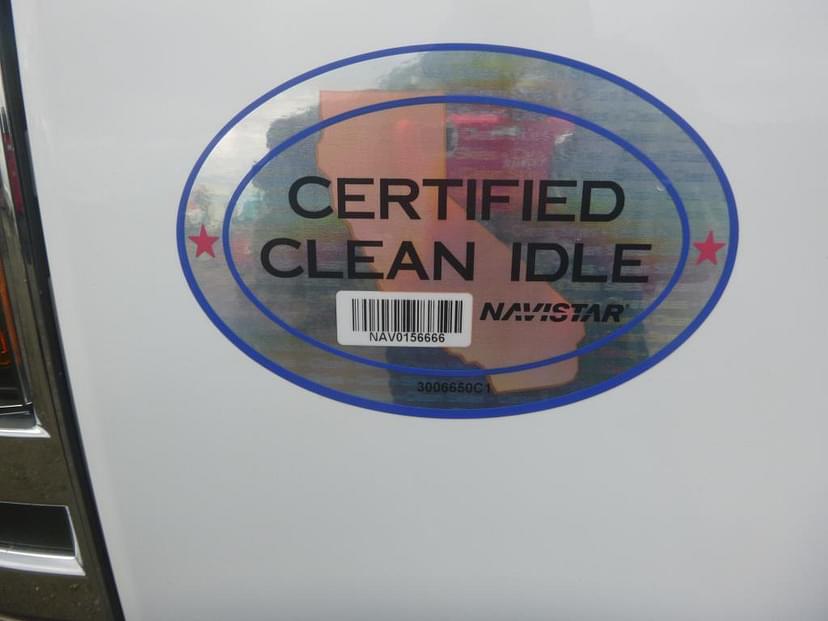 CERTIFIED
CLEAN IDLE
NAVISTAR
NAV0156666
3006650C1